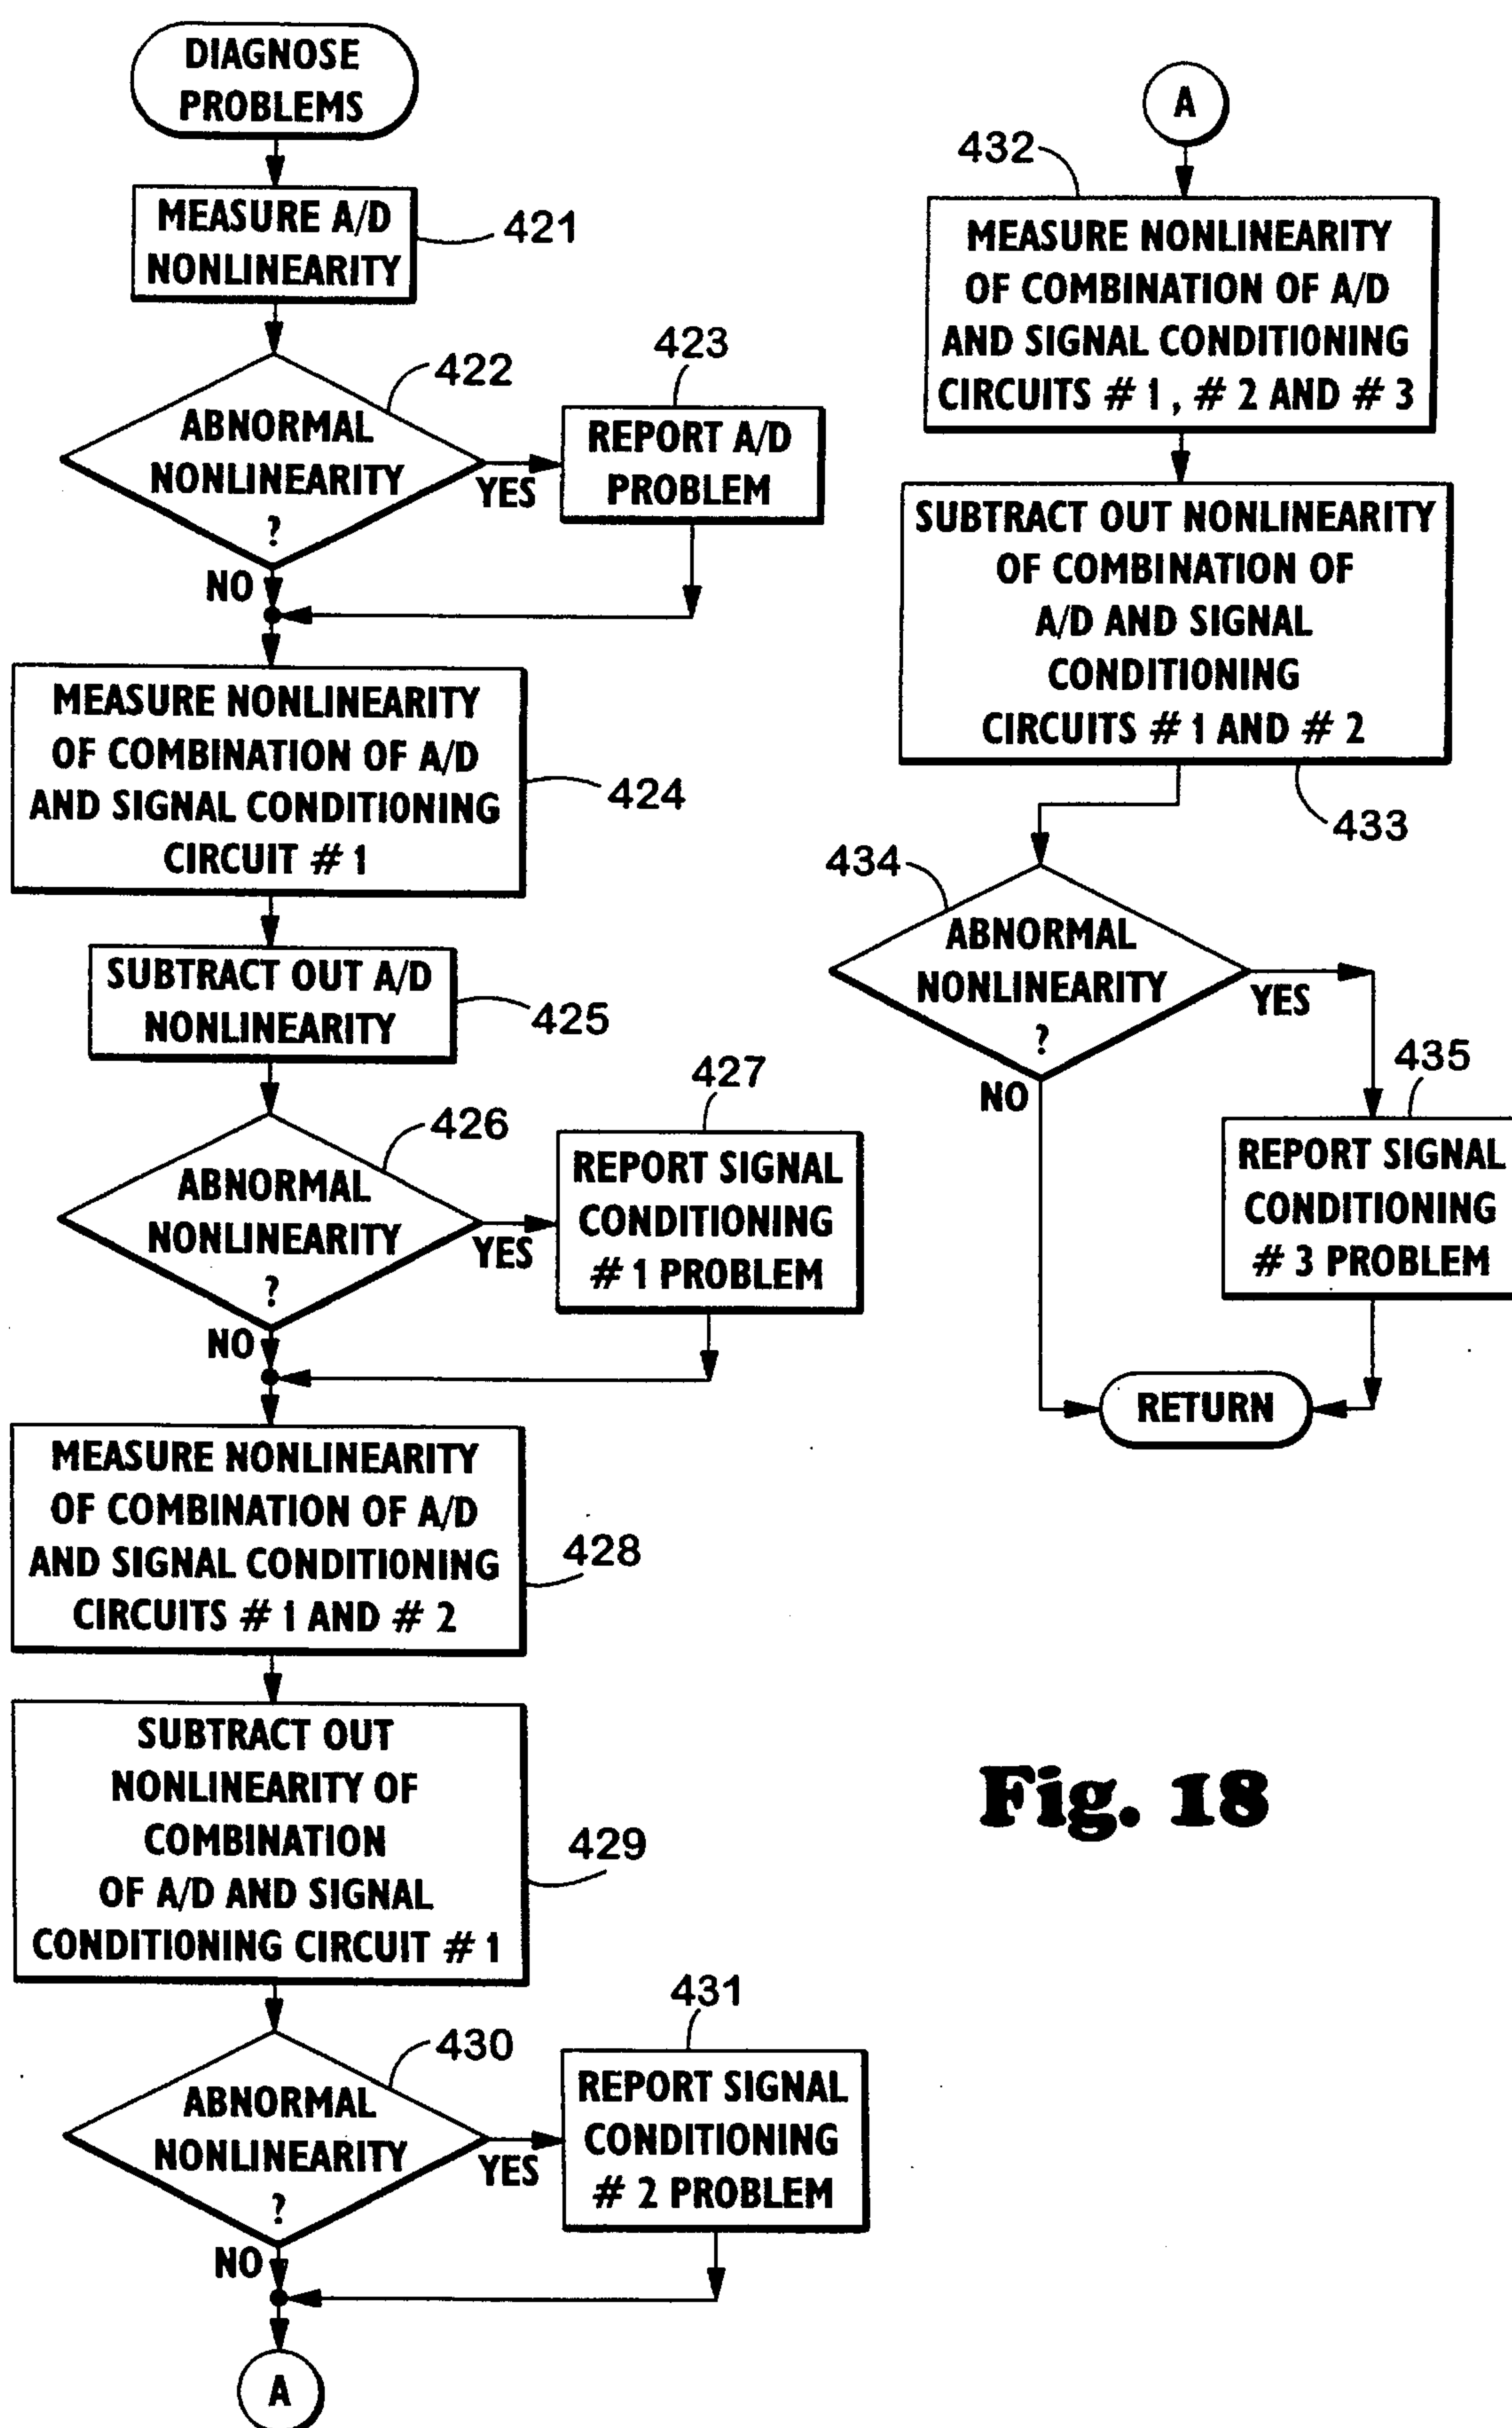 DIAGNOSE
PROBLEMS
MEASURE A/D
NONLINEARITY
421
ABNORMAL
NONLINEARITY
?
422
YES
NO
423
REPORT A/D
PROBLEM
MEASURE NONLINEARITY
OF COMBINATION OF A/D
AND SIGNAL CONDITIONING
CIRCUIT # 1
424
SUBTRACT OUT A/D
NONLINEARITY
425
ABNORMAL
NONLINEARITY
?
426
YES
NO
427
REPORT SIGNAL
CONDITIONING
# 1 PROBLEM
MEASURE NONLINEARITY
OF COMBINATION OF A/D
AND SIGNAL CONDITIONING
CIRCUITS # 1 AND # 2
428
SUBTRACT OUT
NONLINEARITY OF
COMBINATION
OF A/D AND SIGNAL
CONDITIONING CIRCUIT # 1
429
ABNORMAL
NONLINEARITY
?
430
YES
NO
431
REPORT SIGNAL
CONDITIONING
# 2 PROBLEM
A
A
432
MEASURE NONLINEARITY
OF COMBINATION OF A/D
AND SIGNAL CONDITIONING
CIRCUITS # 1, # 2 AND # 3
SUBTRACT OUT NONLINEARITY
OF COMBINATION OF
A/D AND SIGNAL
CONDITIONING
CIRCUITS # 1 AND # 2
433
434
ABNORMAL
NONLINEARITY
?
YES
NO
435
REPORT SIGNAL
CONDITIONING
# 3 PROBLEM
RETURN
Fig. 18